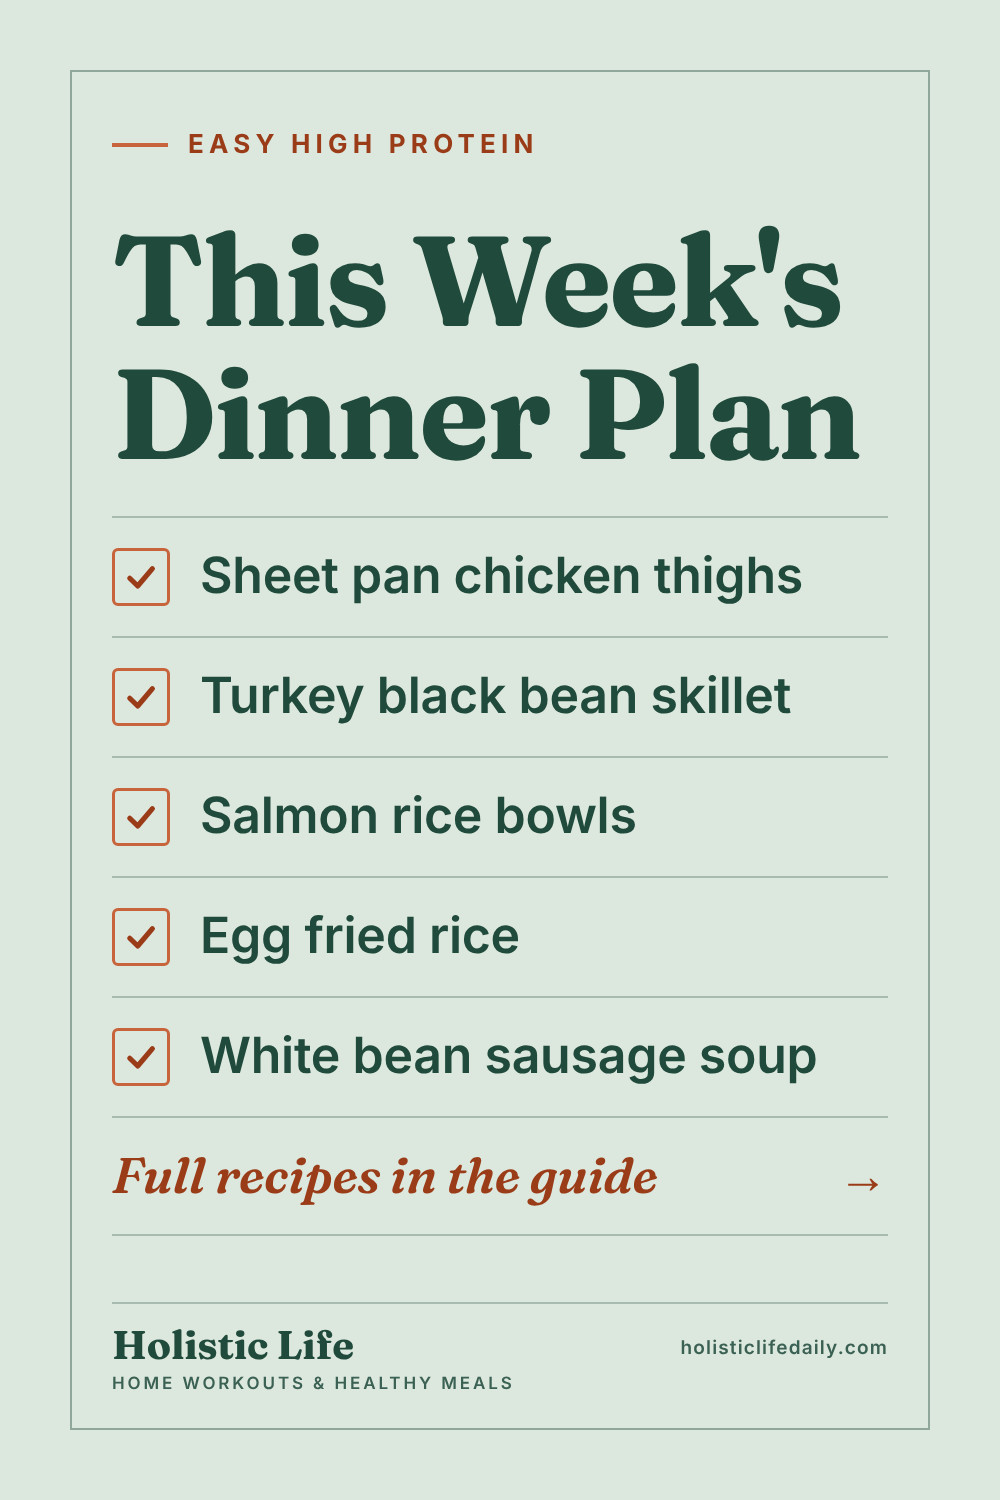 EASY HIGH PROTEIN
This Week's
Dinner Plan
Sheet pan chicken thighs
Turkey black bean skillet
Salmon rice bowls
Egg fried rice
White bean sausage soup
Full recipes in the guide →
Holistic Life
holisticlifedaily.com
HOME WORKOUTS & HEALTHY MEALS